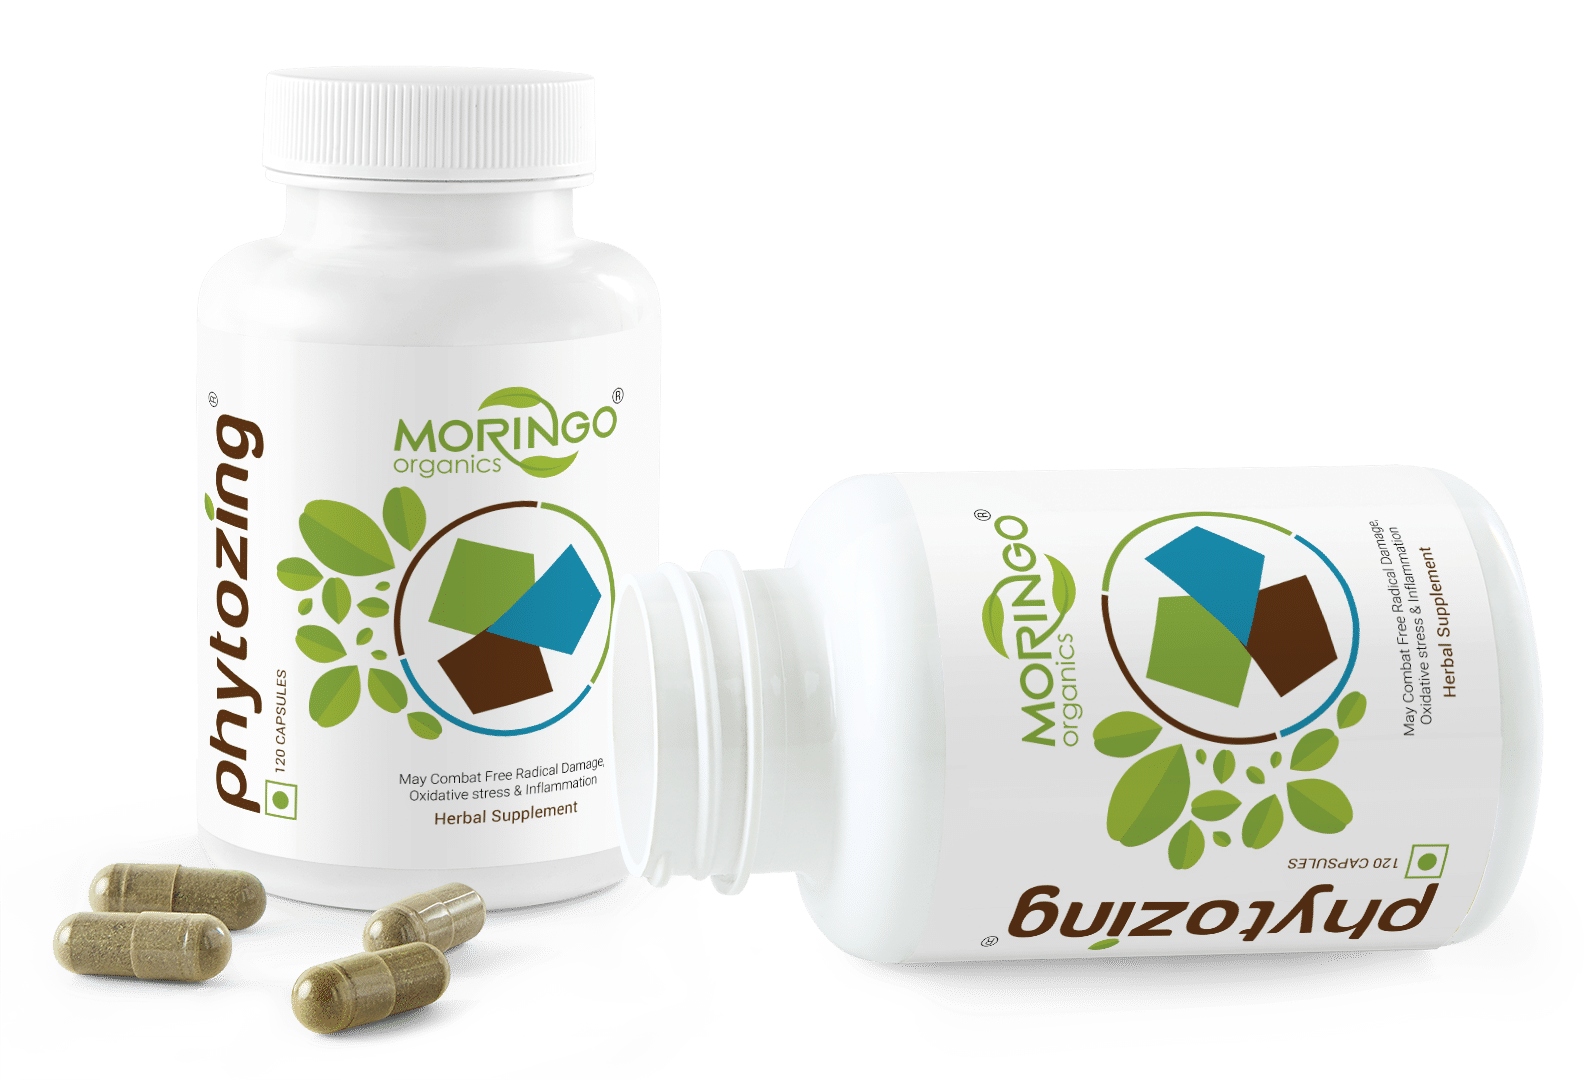 MORINGO®
organics
phytozing®
120 CAPSULES
May Combat Free Radical Damage,
Oxidative stress & Inflammation
Herbal Supplement
MORINGO®
organics
May Combat Free Radical Damage,
Oxidative stress & Inflammation
Herbal Supplement
120 CAPSULES
phytozing®